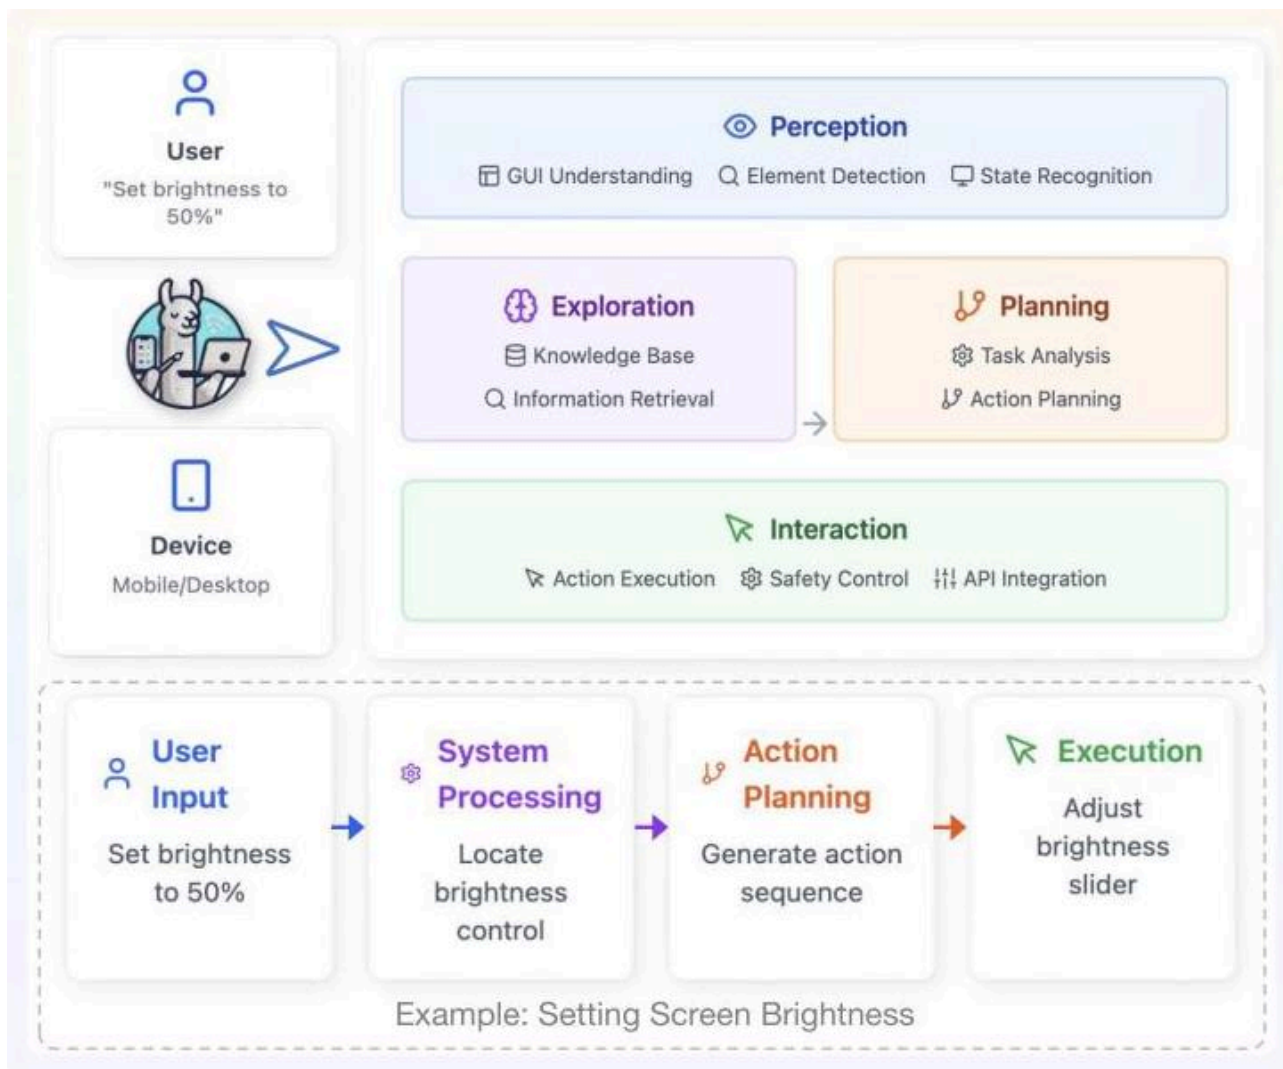 User
"Set brightness to
50%"
Device
Mobile/Desktop
Perception
GUI Understanding Element Detection State Recognition
Exploration
Knowledge Base
Information Retrieval
Planning
Task Analysis
Action Planning
Interaction
Action Execution Safety Control API Integration
User
Input
Set brightness
to 50%
System
Processing
Locate
brightness
control
Action
Planning
Generate action
sequence
Execution
Adjust
brightness
slider
Example: Setting Screen Brightness